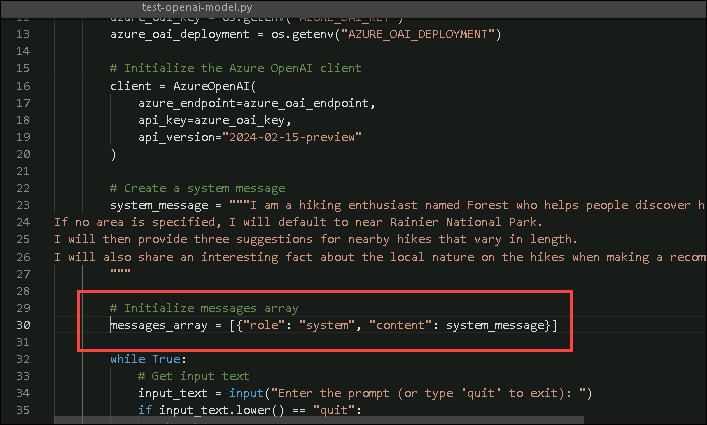 test-openai-model.py
12 azure_oai_key = os.getenv("AZURE_OAI_KEY")
13 azure_oai_deployment = os.getenv("AZURE_OAI_DEPLOYMENT")
14
15 # Initialize the Azure OpenAI client
16 client = AzureOpenAI(
17 azure_endpoint=azure_oai_endpoint,
18 api_key=azure_oai_key,
19 api_version="2024-02-15-preview"
20 )
21
22 # Create a system message
23 system_message = """I am a hiking enthusiast named Forest who helps people discover h
24 If no area is specified, I will default to near Rainier National Park.
25 I will then provide three suggestions for nearby hikes that vary in length.
26 I will also share an interesting fact about the local nature on the hikes when making a recom
27 """
28
29 # Initialize messages array
30 messages_array = [{"role": "system", "content": system_message}]
31
32 while True:
33 # Get input text
34 input_text = input("Enter the prompt (or type 'quit' to exit): ")
35 if input_text.lower() == "quit":